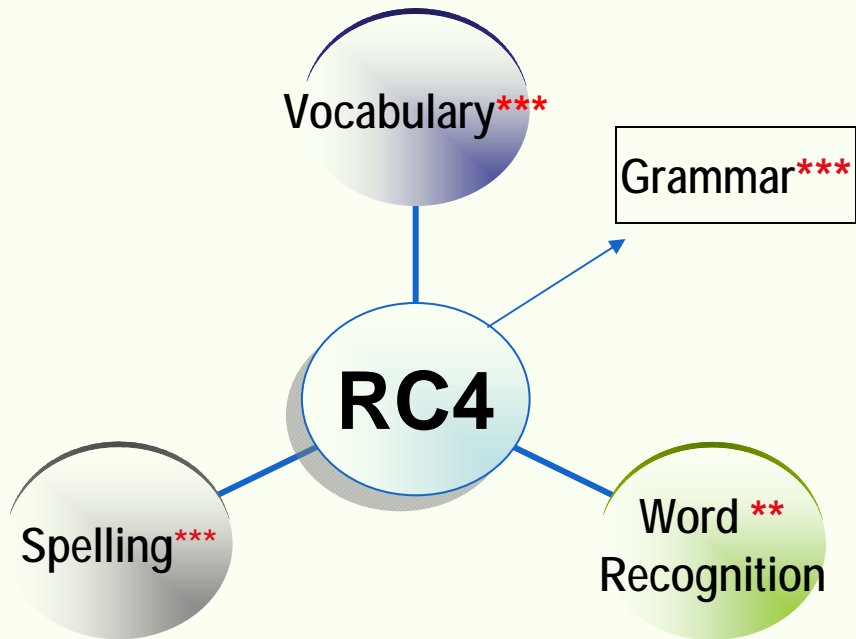 Vocabulary***
Grammar***
RC4
Spelling***
Word **
Recognition